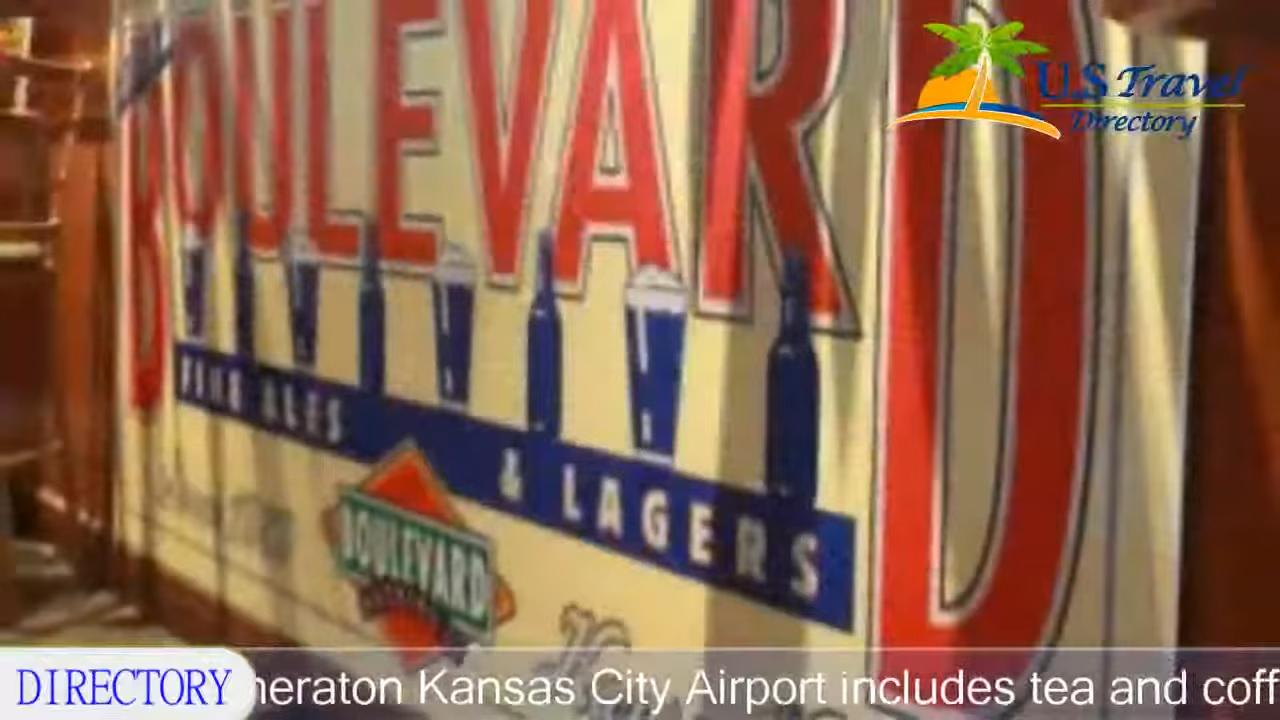 BOULEVARD
U.S Travel
Directory
FINE ALES & LAGERS
BOULEVARD
DIRECTORY
heraton Kansas City Airport includes tea and coff